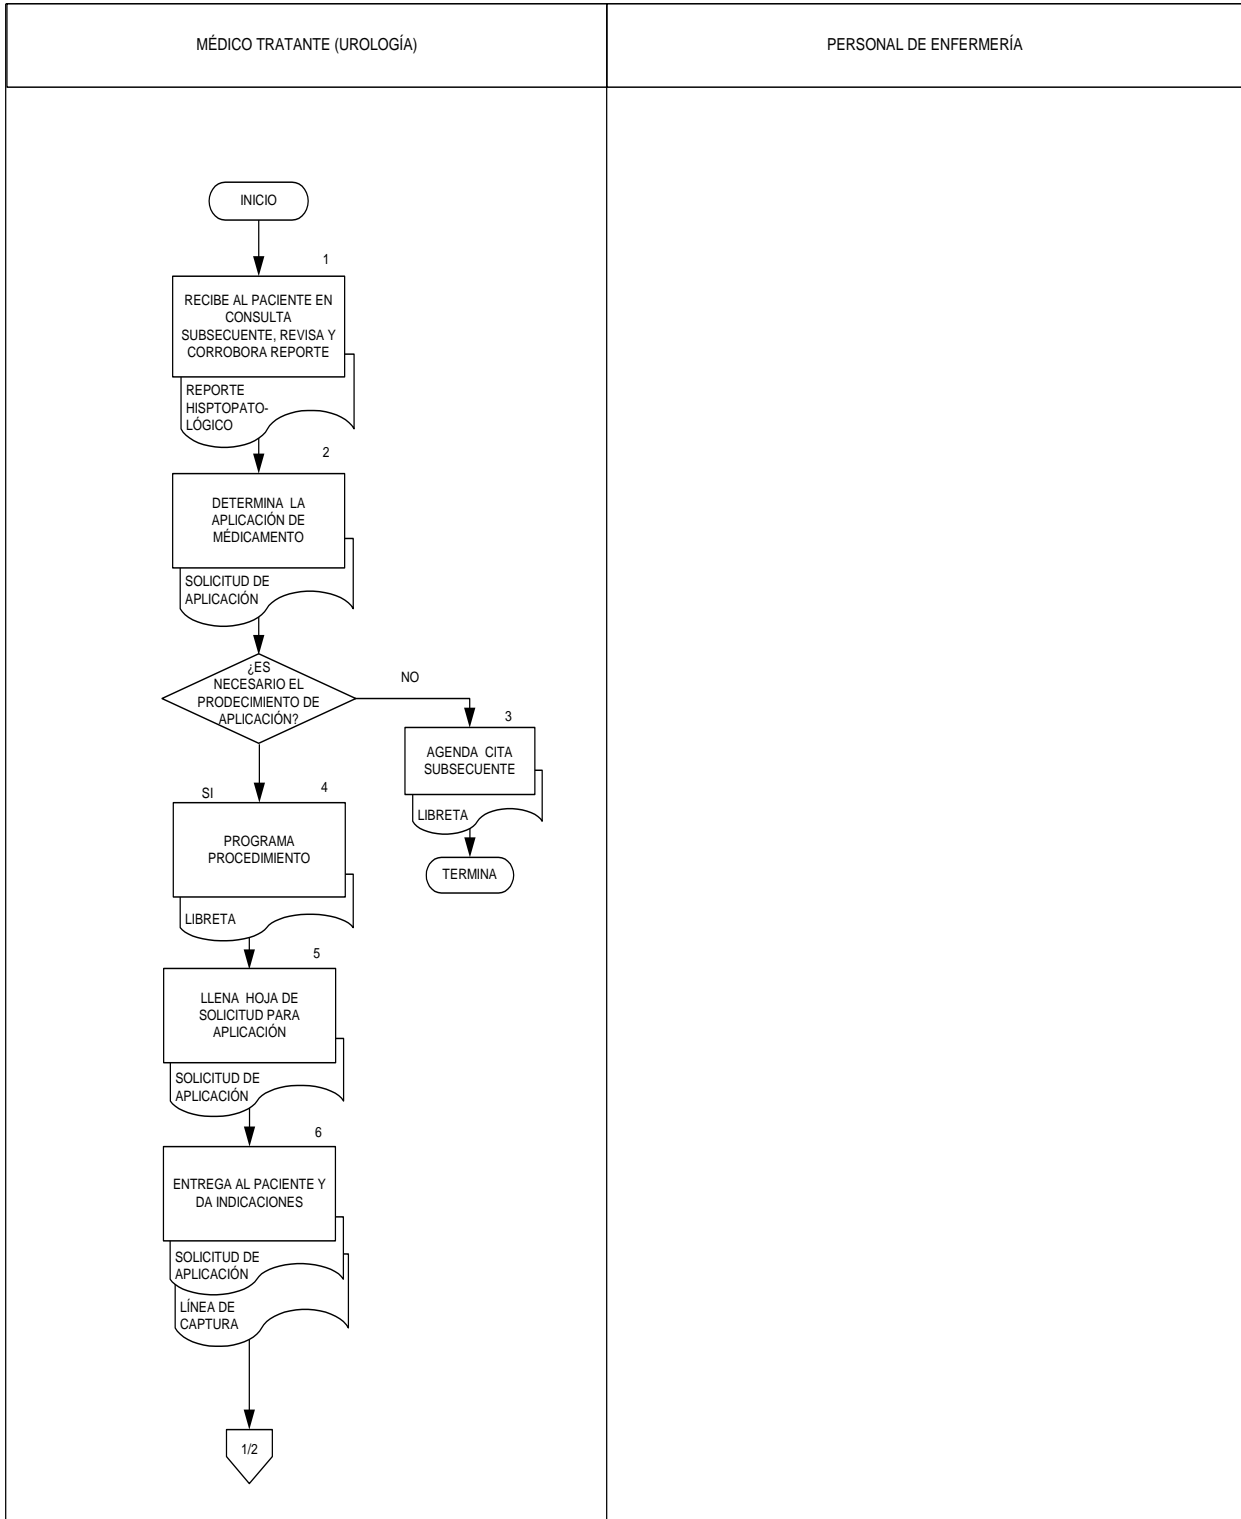 MÉDICO TRATANTE (UROLOGÍA)
PERSONAL DE ENFERMERÍA
INICIO
1
RECIBE AL PACIENTE EN
CONSULTA
SUBSECUENTE, REVISA Y
CORROBORA REPORTE
REPORTE
HISPTOPATO-
LÓGICO
2
DETERMINA LA
APLICACIÓN DE
MÉDICAMENTO
SOLICITUD DE
APLICACIÓN
¿ES
NECESARIO EL
PRODECIMIENTO DE
APLICACIÓN?
NO
3
AGENDA CITA
SUBSECUENTE
LIBRETA
TERMINA
SI
4
PROGRAMA
PROCEDIMIENTO
LIBRETA
5
LLENA HOJA DE
SOLICITUD PARA
APLICACIÓN
SOLICITUD DE
APLICACIÓN
6
ENTREGA AL PACIENTE Y
DA INDICACIONES
SOLICITUD DE
APLICACIÓN
LÍNEA DE
CAPTURA
1/2